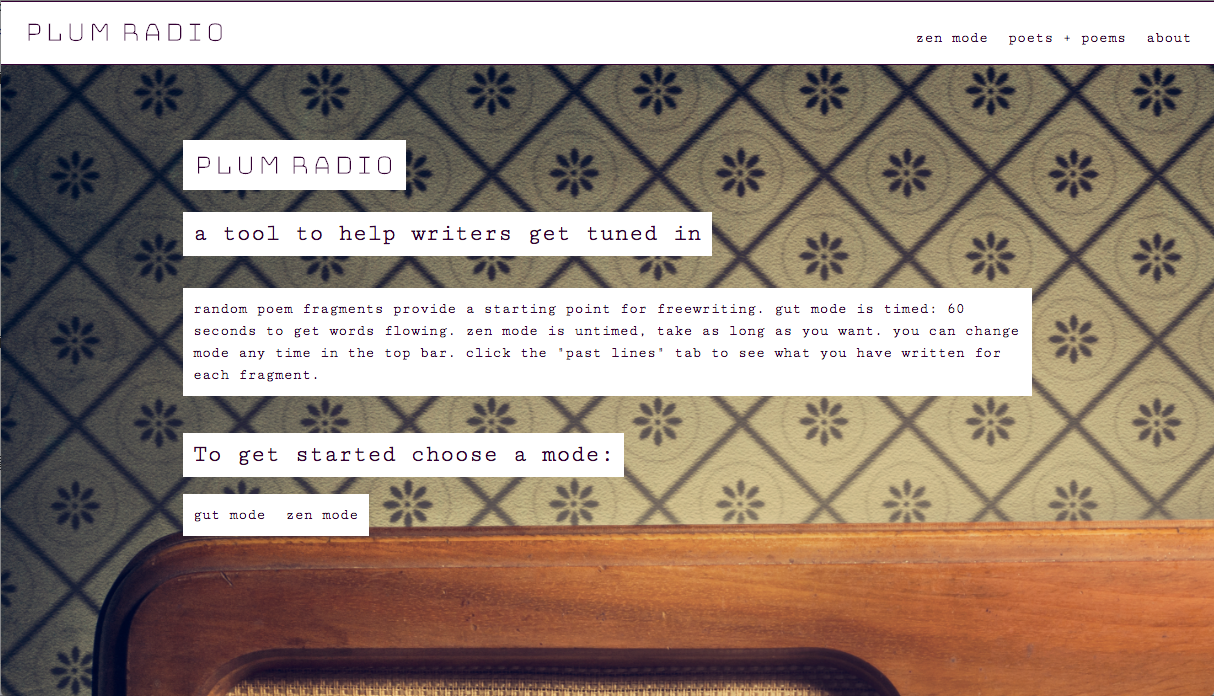 PLUM RADIO
zen mode poets + poems about
PLUM RADIO
a tool to help writers get tuned in
random poem fragments provide a starting point for freewriting. gut mode is timed: 60
seconds to get words flowing. zen mode is untimed, take as long as you want. you can change
mode any time in the top bar. click the "past lines" tab to see what you have written for
each fragment.
To get started choose a mode:
gut mode zen mode